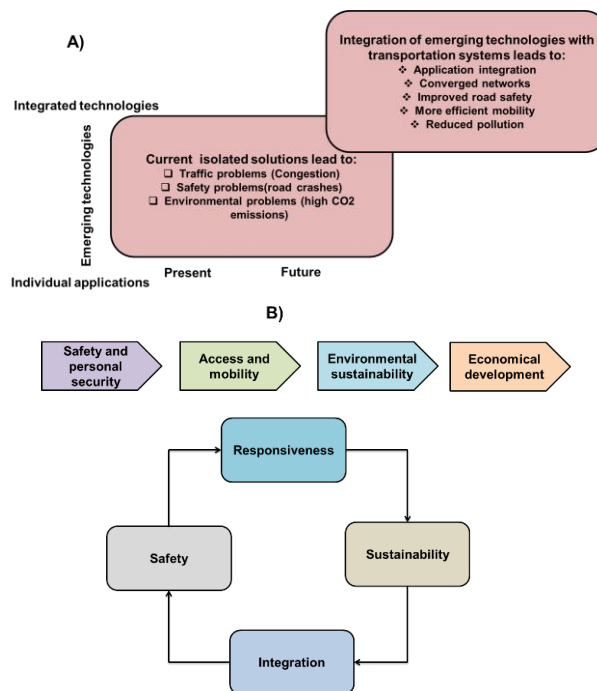 A)
Integration of emerging technologies with
transportation systems leads to:
❖ Application integration
❖ Converged networks
❖ Improved road safety
❖ More efficient mobility
❖ Reduced pollution
Integrated technologies
Emerging technologies
Current isolated solutions lead to:
❑ Traffic problems (Congestion)
❑ Safety problems(road crashes)
❑ Environmental problems (high CO2
emissions)
Individual applications
Present
Future
B)
Safety and
personal
security
Access and
mobility
Environmental
sustainability
Economical
development
Responsiveness
Safety
Sustainability
Integration